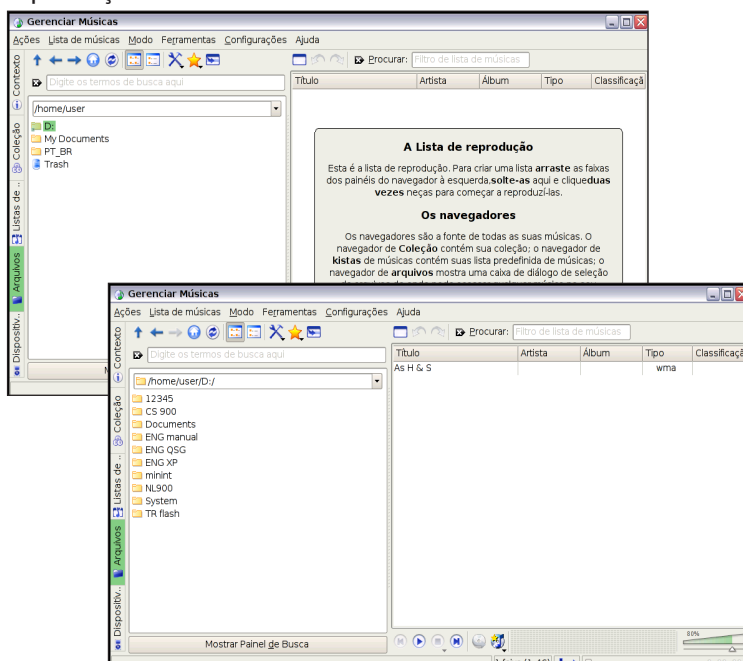 Gerenciar Músicas
Ações Lista de músicas Modo Ferramentas Configurações Ajuda
Procurar: Filtro de lista de músicas
Digite os termos de busca aqui
Título Artista Álbum Tipo Classificaçã
Contexto
Coleção
Listas de ..
Arquivos
Dispositiv..
/home/user
D:
My Documents
PT_BR
Trash
A Lista de reprodução
Esta é a lista de reprodução. Para criar uma lista arraste as faixas
dos painéis do navegador à esquerda,solte-as aqui e cliqueduas
vezes neças para começar a reproduzí-las.
Os navegadores
Os navegadores são a fonte de todas as suas músicas. O
navegador de Coleção contém sua coleção; o navegador de
kistas de músicas contém suas lista predefinida de músicas; o
navegador de arquivos mostra uma caixa de diálogo de seleção
Gerenciar Músicas
Ações Lista de músicas Modo Ferramentas Configurações Ajuda
Procurar: Filtro de lista de músicas
Digite os termos de busca aqui
Título Artista Álbum Tipo Classificaçã
As H & S wma
Contexto
Coleção
Listas de ..
Arquivos
Dispositiv..
/home/user/D:/
12345
CS 900
Documents
ENG manual
ENG QSG
ENG XP
minint
NL900
System
TR flash
Mostrar Painel de Busca
80%